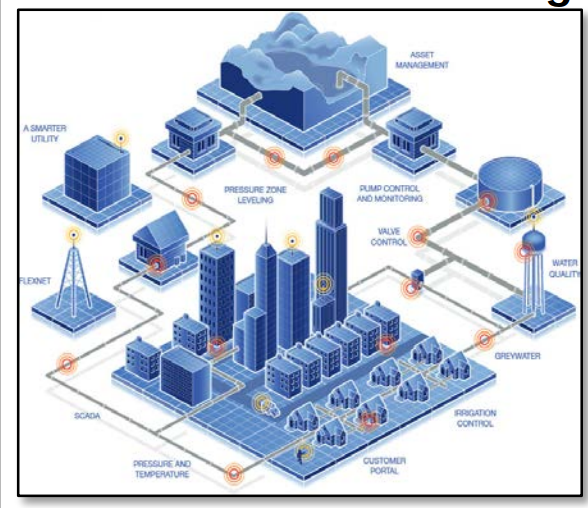 g
ASSET
MANAGEMENT
A SMARTER
UTILITY
PRESSURE ZONE
LEVELING
PUMP CONTROL
AND MONITORING
VALVE
CONTROL
FLEXNET
WATER
QUALITY
GREYWATER
SCADA
IRRIGATION
CONTROL
PRESSURE AND
TEMPERATURE
CUSTOMER
PORTAL